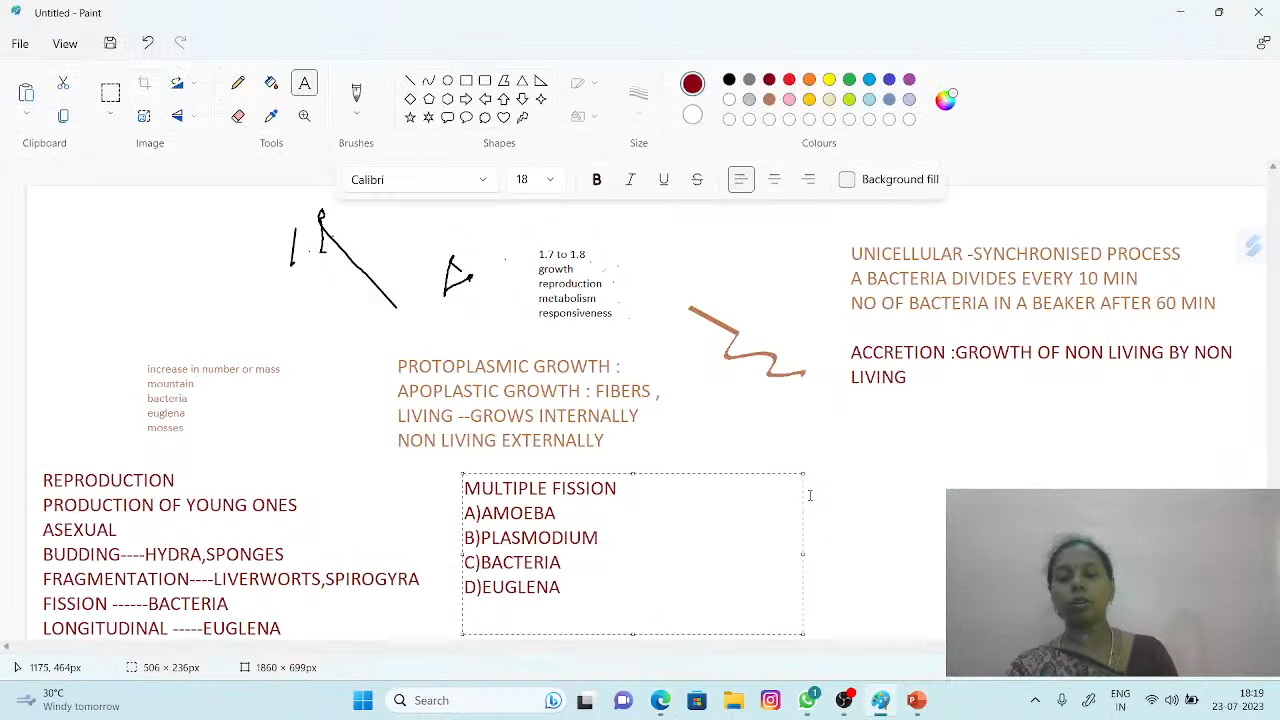 Untitled - Paint
File
View
A
Clipboard
Image
Tools
Brushes
Shapes
Size
Colours
Calibri
18
B
I
U
S
Background fill
1.7 to 1.8
growth
reproduction
metabolism
responsiveness
UNICELLULAR -SYNCHRONISED PROCESS
A BACTERIA DIVIDES EVERY 10 MIN
NO OF BACTERIA IN A BEAKER AFTER 60 MIN
ACCRETION :GROWTH OF NON LIVING BY NON
LIVING
increase in number or mass
mountain
bacteria
euglena
mosses
PROTOPLASMIC GROWTH :
APOPLASTIC GROWTH : FIBERS ,
LIVING --GROWS INTERNALLY
NON LIVING EXTERNALLY
REPRODUCTION
PRODUCTION OF YOUNG ONES
ASEXUAL
BUDDING----HYDRA,SPONGES
FRAGMENTATION----LIVERWORTS,SPIROGYRA
FISSION ------BACTERIA
LONGITUDINAL -----EUGLENA
MULTIPLE FISSION
A)AMOEBA
B)PLASMODIUM
C)BACTERIA
D)EUGLENA
1175, 464px
506 × 236px
1860 × 699px
30°C
Windy tomorrow
Search
1
ENG
IN
18:19
23-07-2023